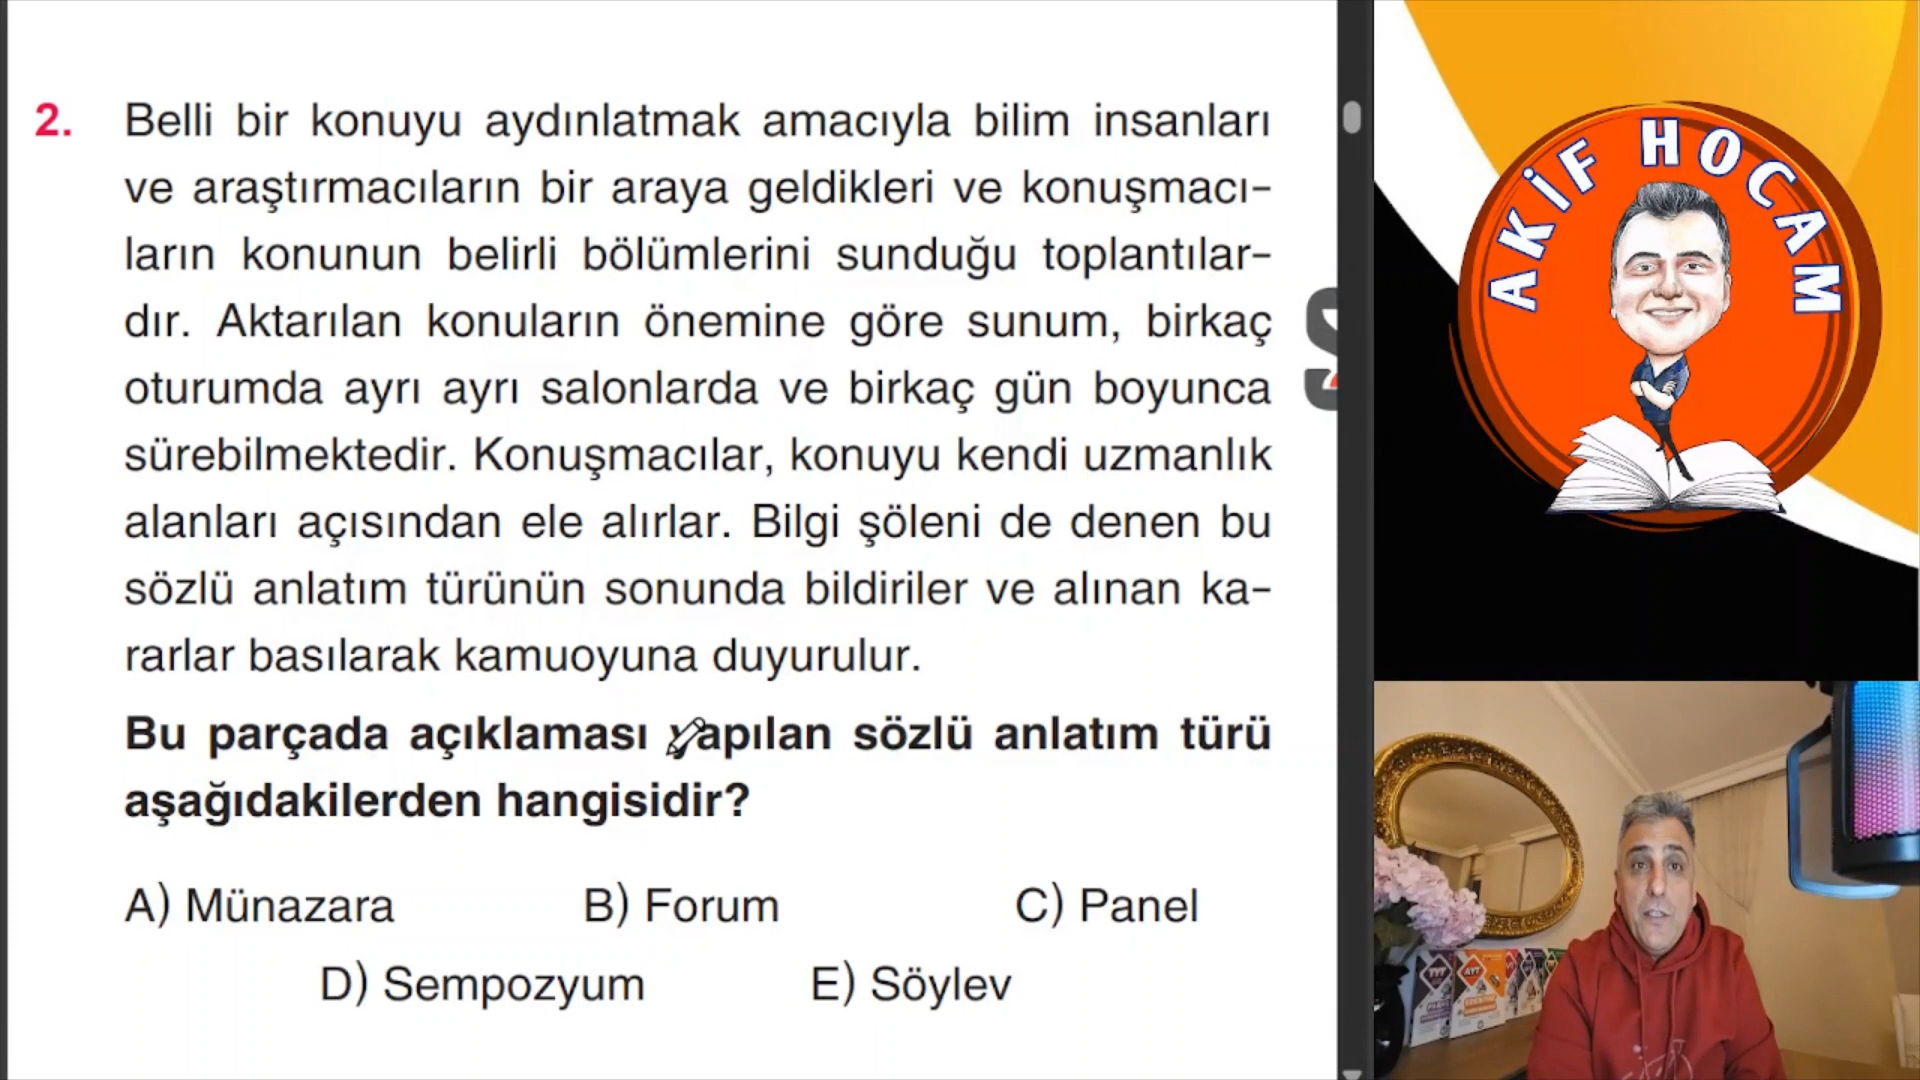 2. Belli bir konuyu aydınlatmak amacıyla bilim insanları
ve araştırmacıların bir araya geldikleri ve konuşmacı-
ların konunun belirli bölümlerini sunduğu toplantılar-
dır. Aktarılan konuların önemine göre sunum, birkaç
oturumda ayrı ayrı salonlarda ve birkaç gün boyunca
sürebilmektedir. Konuşmacılar, konuyu kendi uzmanlık
alanları açısından ele alırlar. Bilgi şöleni de denen bu
sözlü anlatım türünün sonunda bildiriler ve alınan ka-
rarlar basılarak kamuoyuna duyurulur.
Bu parçada açıklaması yapılan sözlü anlatım türü
aşağıdakilerden hangisidir?
A) Münazara B) Forum C) Panel
D) Sempozyum E) Söylev
AKİF HOCAM
TYT
AYT